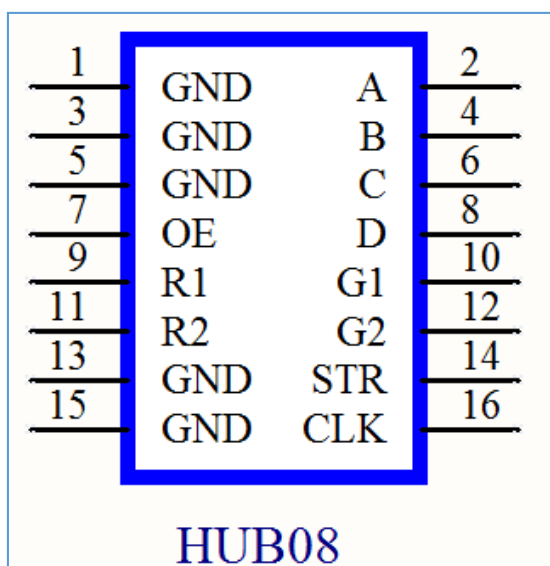 1 GND A 2
3 GND B 4
5 GND C 6
7 OE D 8
9 R1 G1 10
11 R2 G2 12
13 GND STR 14
15 GND CLK 16
HUB08